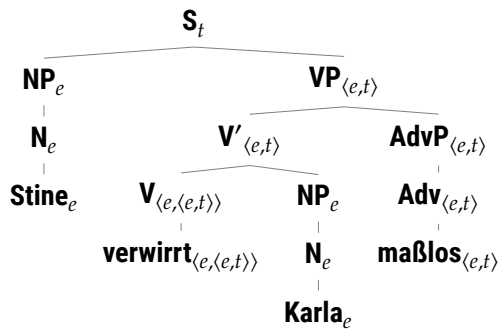 S_t
NP_e VP_⟨e,t⟩
N_e V′_⟨e,t⟩ AdvP_⟨e,t⟩
Stine_e V_⟨e,⟨e,t⟩⟩ NP_e Adv_⟨e,t⟩
verwirrt_⟨e,⟨e,t⟩⟩ N_e maßlos_⟨e,t⟩
Karla_e